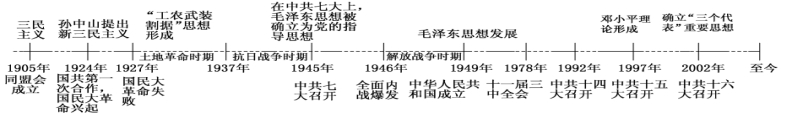 三民
主义
孙中山提出
新三民主义
“工农武装
割据”思想
形成
在中共七大上，
毛泽东思想被
确立为党的指
导思想
毛泽东思想发展
邓小平理
论形成
确立“三个代
表”重要思想
土地革命时期
抗日战争时期
解放战争时期
1905年
1924年
1927年
1937年
1945年
1946年
1949年
1978年
1992年
1997年
2002年
至今
同盟会
成立
国共第一
次合作，
国民大革
命兴起
国民大
革命失
败
中共七
大召开
全面内
战爆发
中华人民共
和国成立
十一届三
中全会
中共十四
大召开
中共十五
大召开
中共十六
大召开